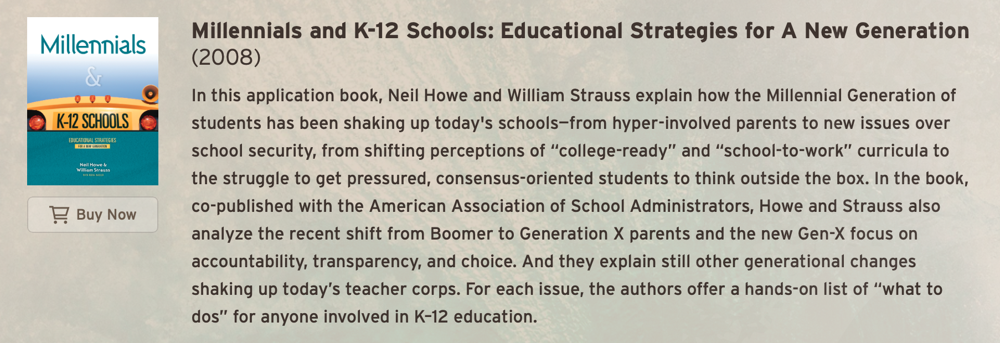 Millennials
&
K-12 SCHOOLS
EDUCATIONAL STRATEGIES
FOR A NEW GENERATION
Neil Howe &
William Strauss
Buy Now
Millennials and K-12 Schools: Educational Strategies for A New Generation
(2008)
In this application book, Neil Howe and William Strauss explain how the Millennial Generation of
students has been shaking up today's schools—from hyper-involved parents to new issues over
school security, from shifting perceptions of “college-ready” and “school-to-work” curricula to
the struggle to get pressured, consensus-oriented students to think outside the box. In the book,
co-published with the American Association of School Administrators, Howe and Strauss also
analyze the recent shift from Boomer to Generation X parents and the new Gen-X focus on
accountability, transparency, and choice. And they explain still other generational changes
shaking up today’s teacher corps. For each issue, the authors offer a hands-on list of “what to
dos” for anyone involved in K–12 education.